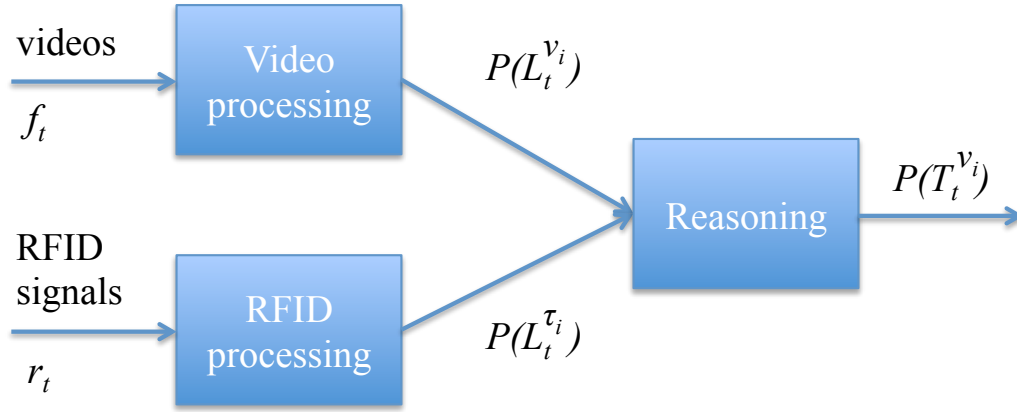 videos
f_t
Video
processing
P(L_t^{v_i})
RFID
signals
r_t
RFID
processing
P(L_t^{τ_i})
Reasoning
P(T_t^{v_i})